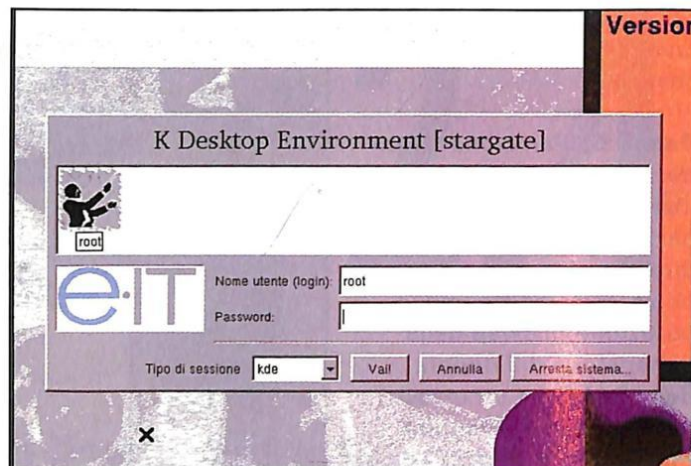 Version
K Desktop Environment [stargate]
root
e·IT
Nome utente (login): root
Password:
Tipo di sessione kde Vai! Annulla Arresta sistema...